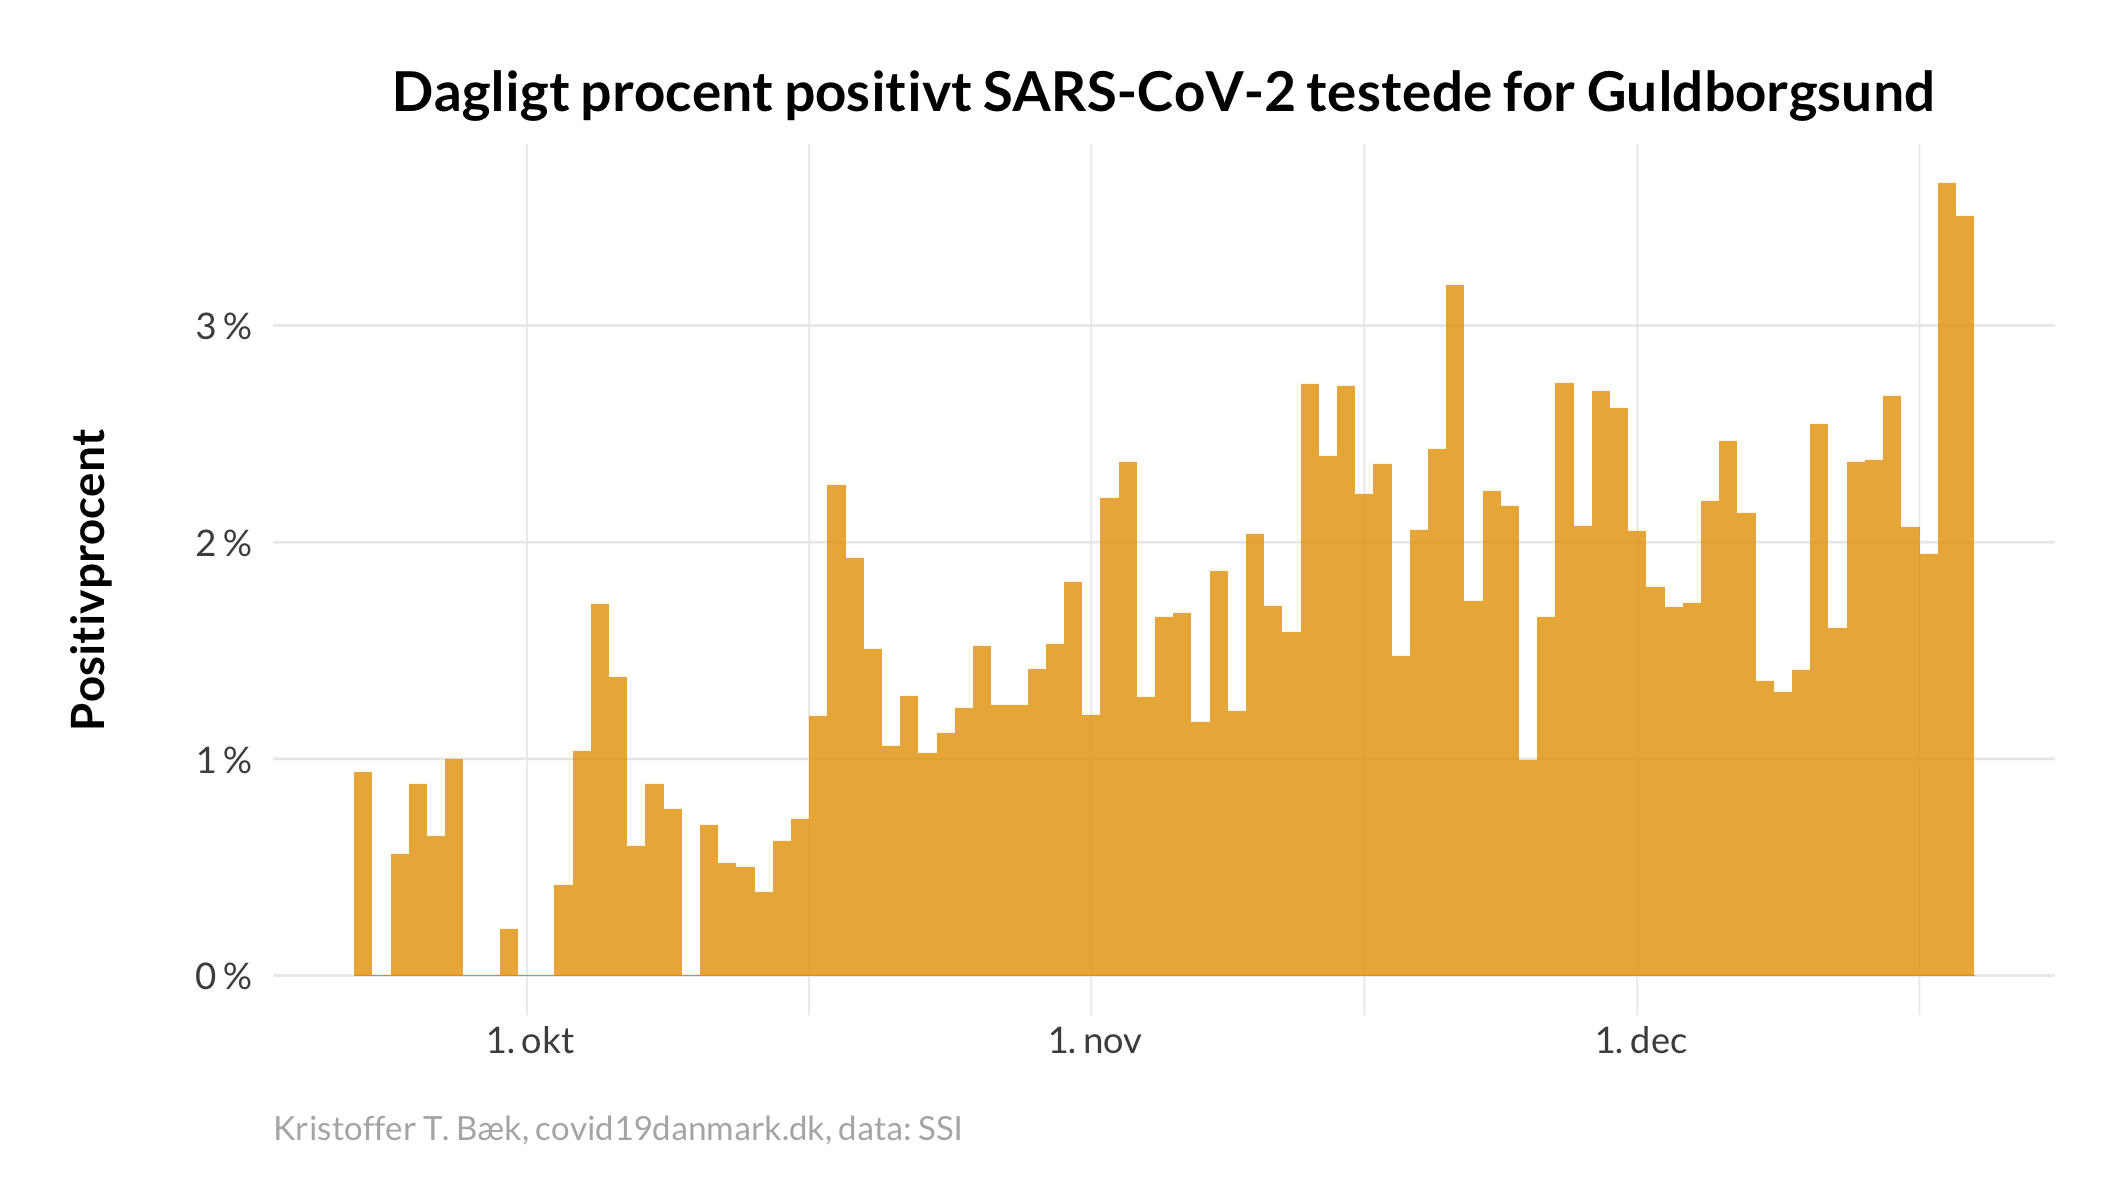 Dagligt procent positivt SARS-CoV-2 testede for Guldborgsund
Positivprocent
3 %
2 %
1 %
0 %
1. okt
1. nov
1. dec
Kristoffer T. Bæk, covid19danmark.dk, data: SSI